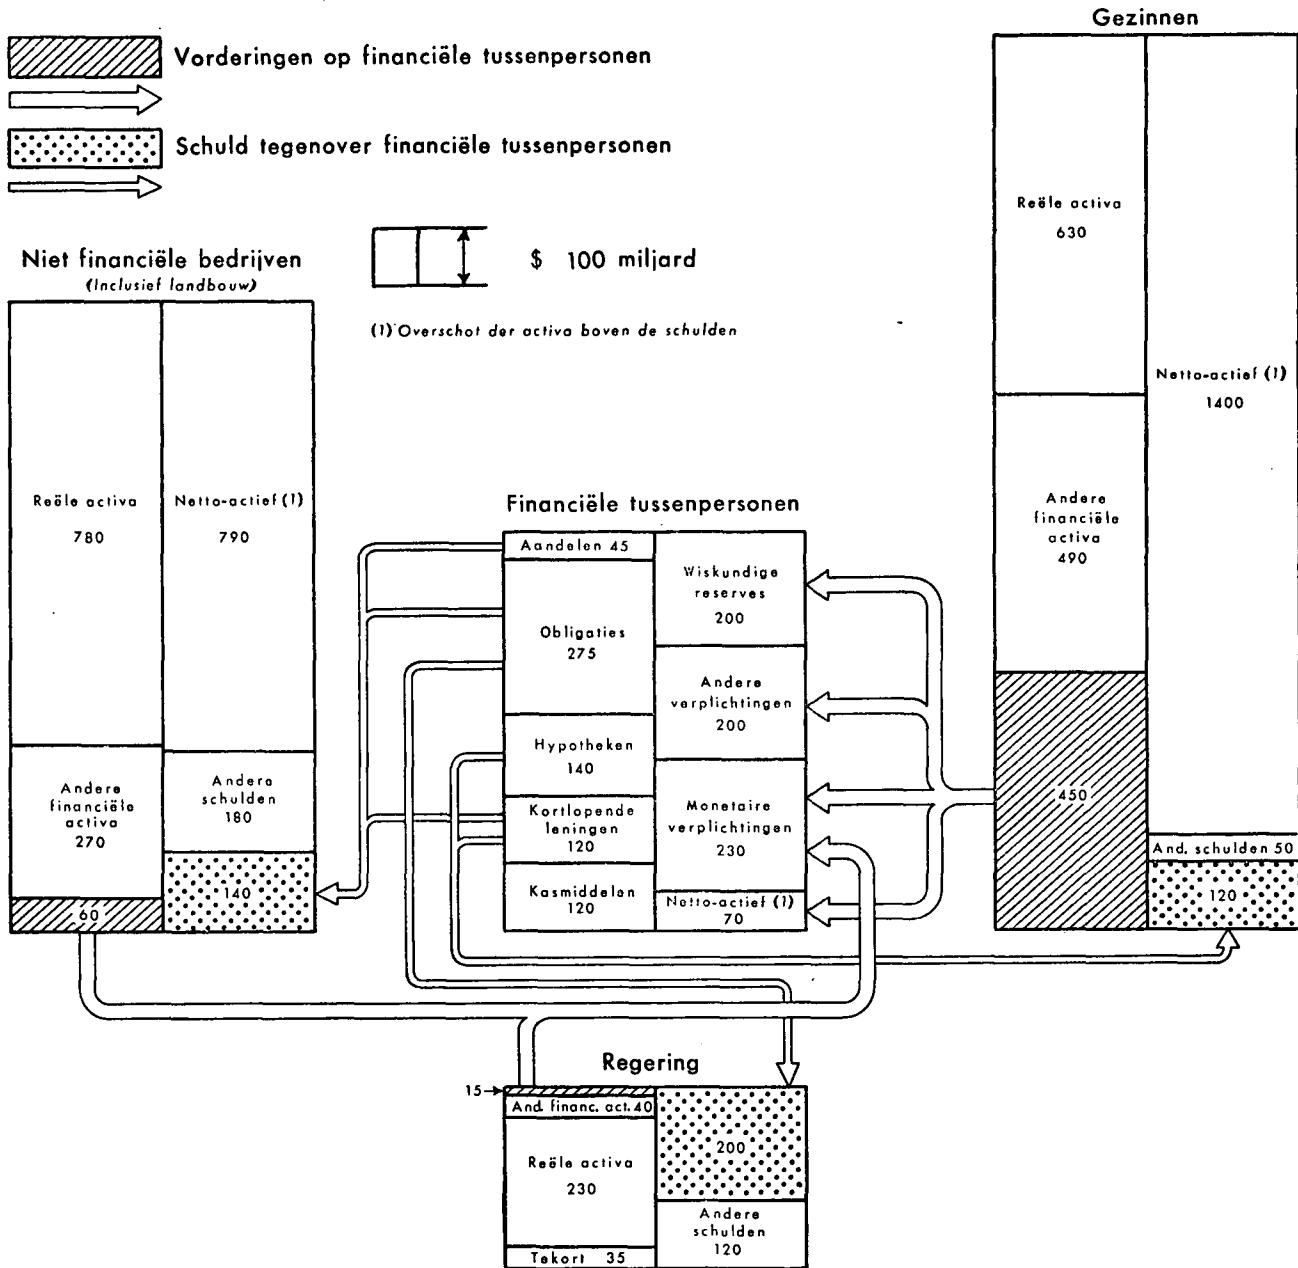 Gezinnen
Vorderingen op financiële tussenpersonen
Schuld tegenover financiële tussenpersonen
$ 100 miljard
(1) Overschot der activa boven de schulden
Niet financiële bedrijven
(Inclusief landbouw)
Reële activa
780
Netto-actief (1)
790
Andere
financiële
activa
270
Andere
schulden
180
60
140
Financiële tussenpersonen
Aandelen 45
Obligaties
275
Hypotheken
140
Kortlopende
leningen
120
Kasmiddelen
120
Wiskundige
reserves
200
Andere
verplichtingen
200
Monetaire
verplichtingen
230
Netto-actief (1)
70
Reële activa
630
Andere
financiële
activa
490
450
Netto-actief (1)
1400
And. schulden 50
120
Regering
15
And. financ. act. 40
Reële activa
230
Tekort 35
200
Andere
schulden
120